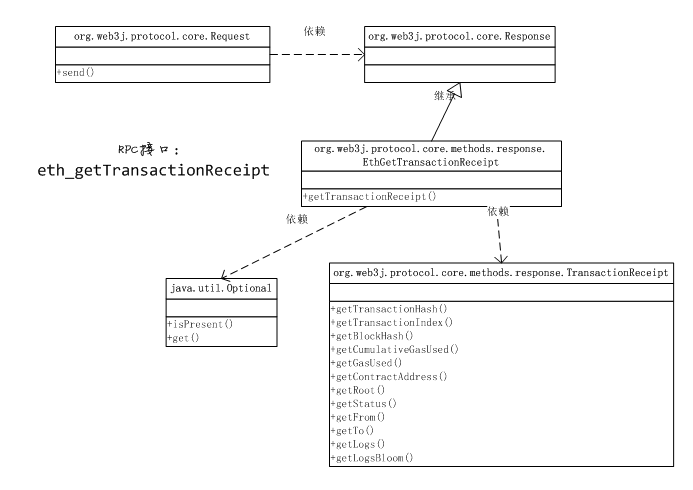 org.web3j.protocol.core.Request
+send()
依赖
org.web3j.protocol.core.Response
继承
RPC接口：
eth_getTransactionReceipt
org.web3j.protocol.core.methods.response.
EthGetTransactionReceipt
+getTransactionReceipt()
依赖
依赖
java.util.Optional
+isPresent()
+get()
org.web3j.protocol.core.methods.response.TransactionReceipt
+getTransactionHash()
+getTransactionIndex()
+getBlockHash()
+getCumulativeGasUsed()
+getGasUsed()
+getContractAddress()
+getRoot()
+getStatus()
+getFrom()
+getTo()
+getLogs()
+getLogsBloom()